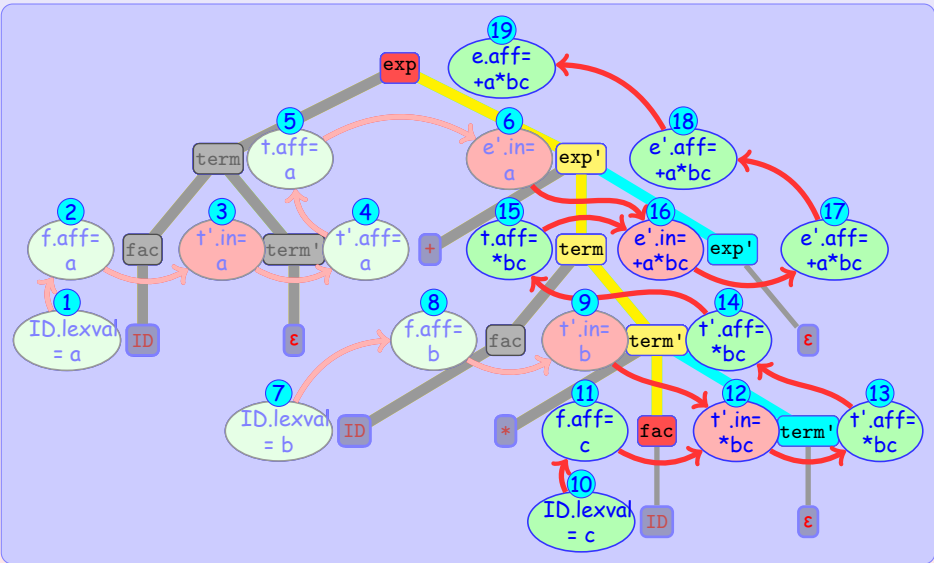 19
exp
e.aff=
+a*bc
5
6
18
term
t.aff=
a
e'.in=
a
exp'
e'.aff=
+a*bc
2
3
4
15
16
17
f.aff=
a
fac
t'.in=
a
term'
t'.aff=
a
+
t.aff=
*bc
term
e'.in=
+a*bc
exp'
e'.aff=
+a*bc
1
8
9
14
ID.lexval
= a
ID
ε
f.aff=
b
fac
t'.in=
b
term'
t'.aff=
*bc
ε
7
11
12
13
ID.lexval
= b
ID
*
f.aff=
c
fac
t'.in=
*bc
term'
t'.aff=
*bc
10
ID.lexval
= c
ID
ε